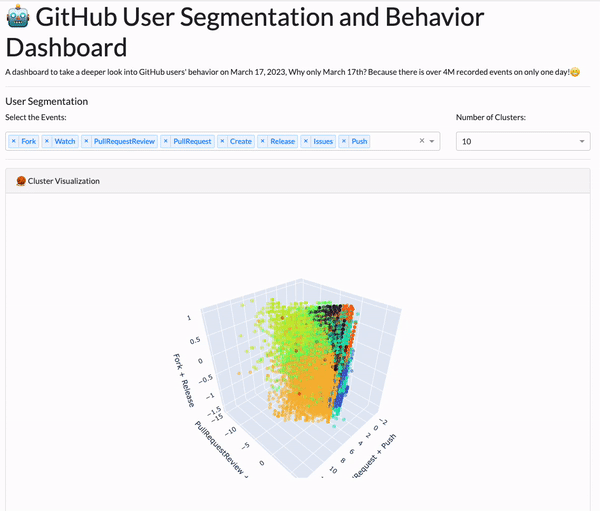 🤖 GitHub User Segmentation and Behavior
Dashboard
A dashboard to take a deeper look into GitHub users' behavior on March 17, 2023, Why only March 17th? Because there is over 4M recorded events on only one day!😋
User Segmentation
Select the Events:
Number of Clusters:
× Fork × Watch × PullRequestReview × PullRequest × Create × Release × Issues × Push
10
Cluster Visualization
1
0.5
0
−0.5
−1
−1.5
Fork + Release
−15
−10
−5
0
PullRequestReview
2
0
2
4
6
8
10
Request + Push